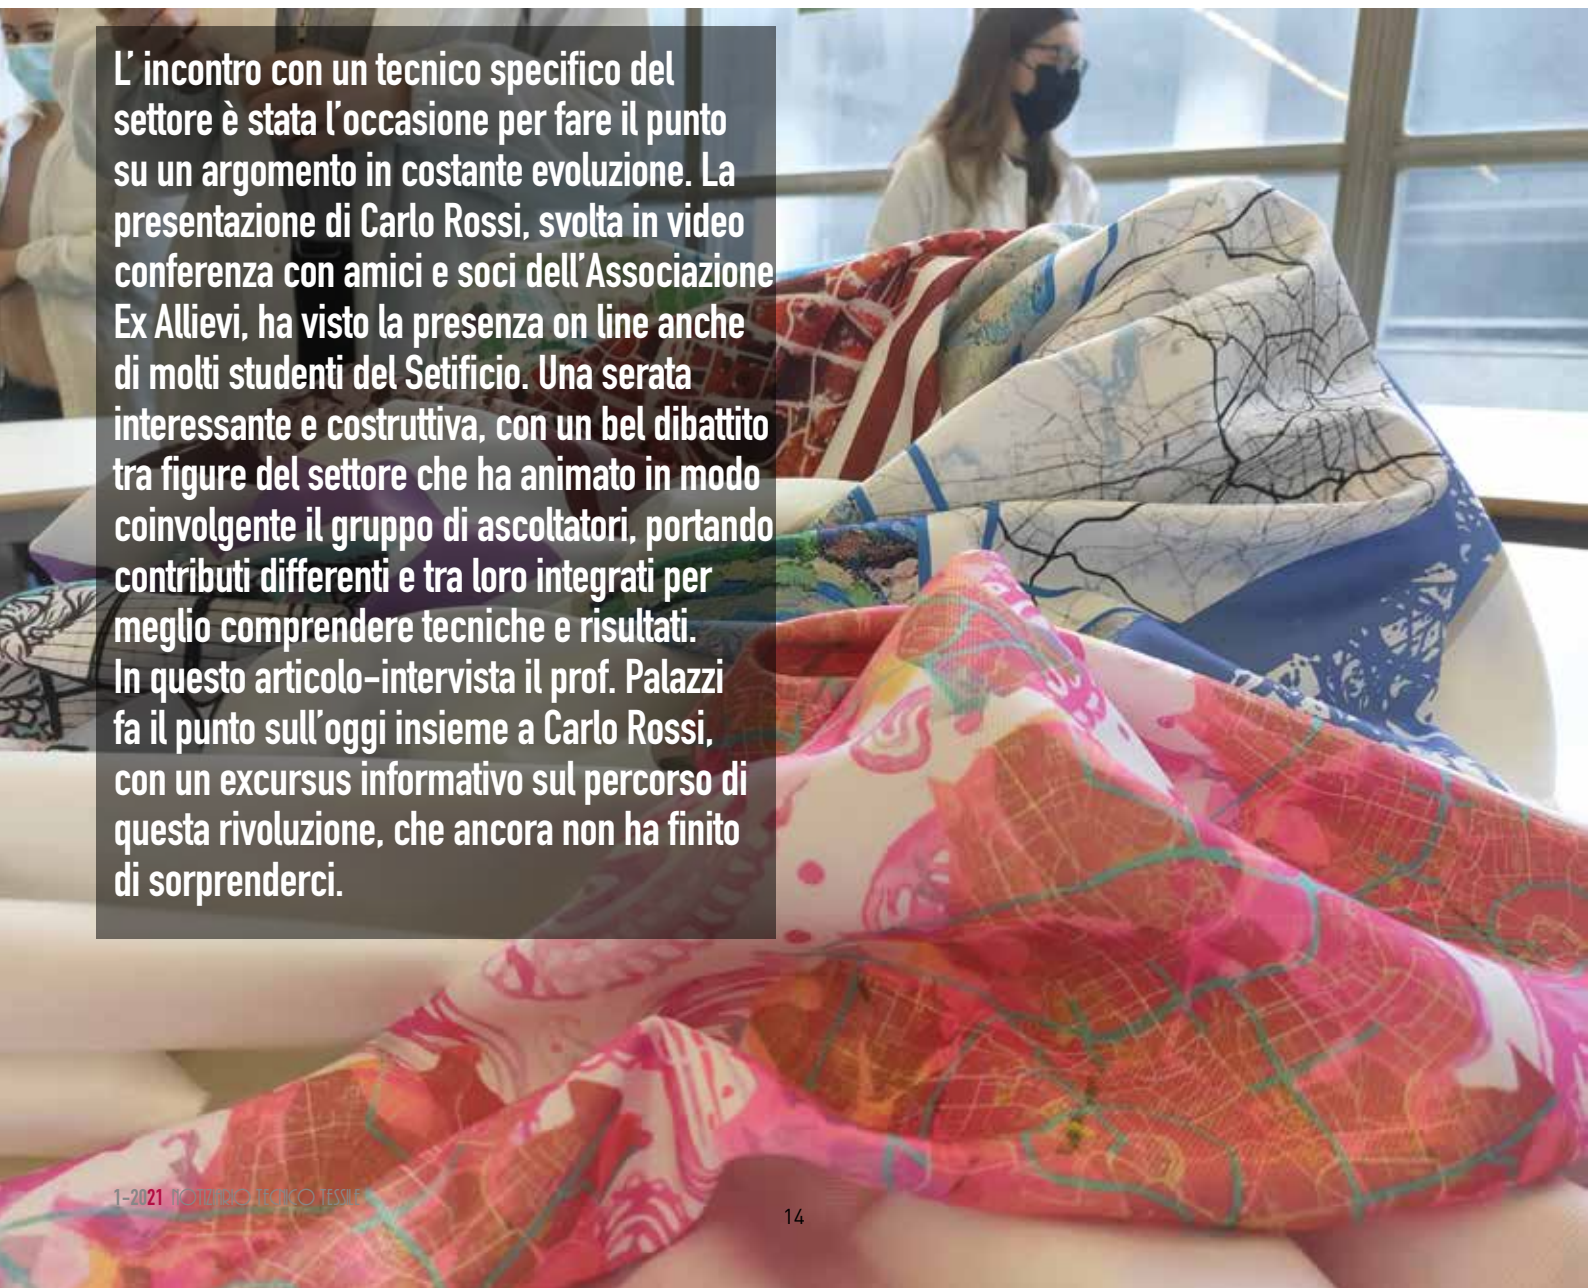 L’ incontro con un tecnico specifico del
settore è stata l’occasione per fare il punto
su un argomento in costante evoluzione. La
presentazione di Carlo Rossi, svolta in video
conferenza con amici e soci dell’Associazione
Ex Allievi, ha visto la presenza on line anche
di molti studenti del Setificio. Una serata
interessante e costruttiva, con un bel dibattito
tra figure del settore che ha animato in modo
coinvolgente il gruppo di ascoltatori, portando
contributi differenti e tra loro integrati per
meglio comprendere tecniche e risultati.
In questo articolo-intervista il prof. Palazzi
fa il punto sull’oggi insieme a Carlo Rossi,
con un excursus informativo sul percorso di
questa rivoluzione, che ancora non ha finito
di sorprenderci.
1-2021 NOTIZIARIO TECNICO TESSILE
14